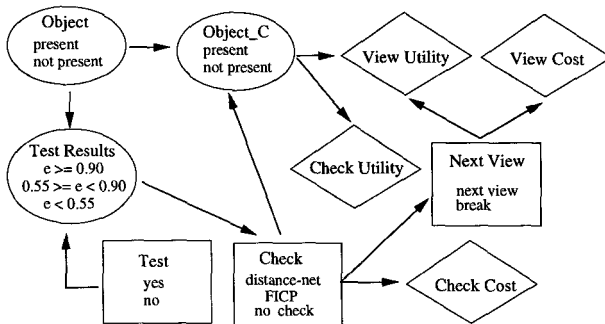 Object
present
not present
Object_C
present
not present
View Utility
View Cost
Test Results
e >= 0.90
0.55 >= e < 0.90
e < 0.55
Check Utility
Next View
next view
break
Test
yes
no
Check
distance-net
FICP
no check
Check Cost